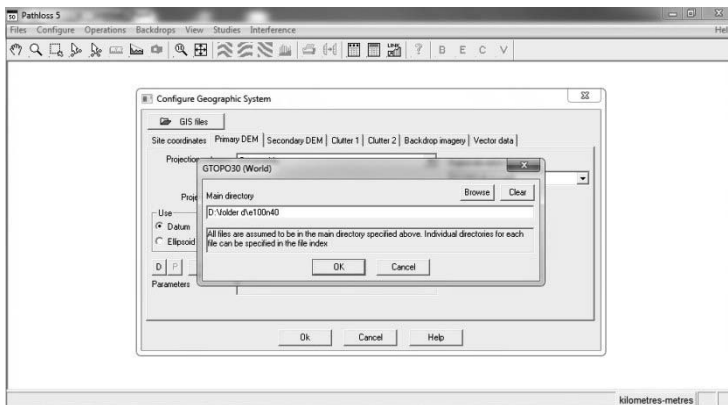 Pathloss 5
Files Configure Operations Backdrops View Studies Interference Hel
? B E C V
Configure Geographic System
GIS files
Site coordinates Primary DEM Secondary DEM Clutter 1 Clutter 2 Backdrop imagery Vector data
Projection
GTOPO30 (World)
Main directory Browse Clear
D:\folder d\e100n40
All files are assumed to be in the main directory specified above. Individual directories for each
file can be specified in the file index
OK Cancel
Proje
Use
Datum
Ellipsoid
D P
Parameters
Ok Cancel Help
kilometres-metres